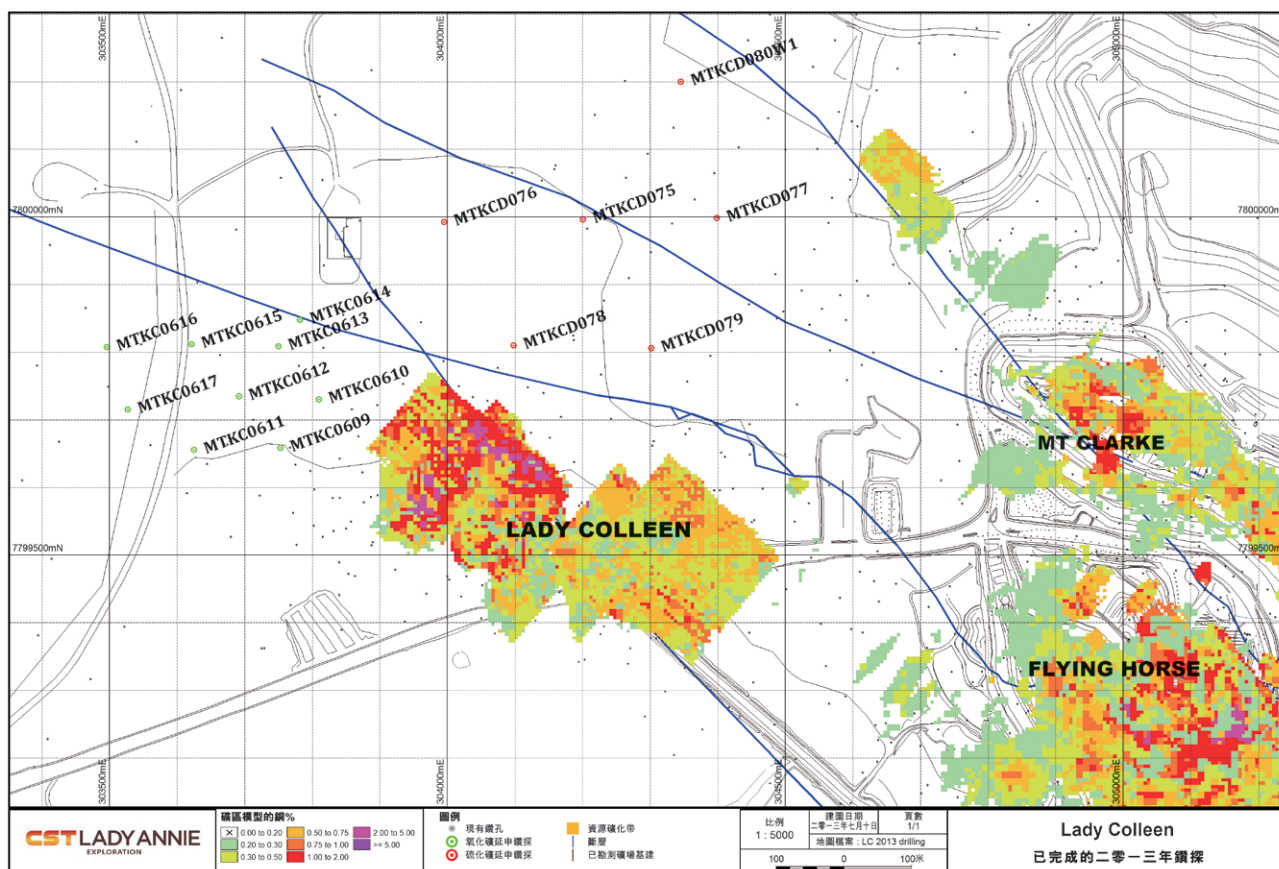 303500mE
304000mE
304500mE
305000mE
MTKCD080W1
7800000mN
MTKCD076
MTKCD075
MTKCD077
MTKC0616
MTKC0615
MTKC0614
MTKC0613
MTKCD078
MTKCD079
MTKC0617
MTKC0612
MTKC0610
MTKC0611
MTKC0609
MT CLARKE
LADY COLLEEN
7799500mN
FLYING HORSE
303500mE
304000mE
304500mE
305000mE
CST LADY ANNIE
EXPLORATION
礦區模型的銅%
0.00 to 0.20
0.50 to 0.75
2.00 to 5.00
0.20 to 0.30
0.75 to 1.00
>= 5.00
0.30 to 0.50
1.00 to 2.00
圖例
現有鑽孔
資源礦化帶
氧化礦延申鑽探
斷層
硫化礦延申鑽探
已勘測礦場基建
比例
1 : 5000
建圖日期
二零一三年七月十日
頁數
1/1
地圖檔案 : LC 2013 drilling
100 0 100米
Lady Colleen
已完成的二零一三年鑽探